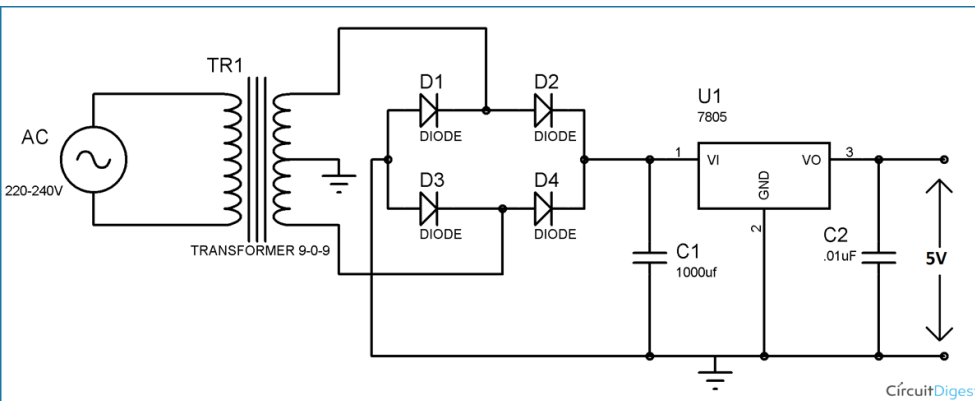 TR1
AC
220-240V
TRANSFORMER 9-0-9
D1
DIODE
D2
DIODE
D3
DIODE
D4
DIODE
U1
7805
1
VI
VO
3
GND
2
C1
1000uf
C2
.01uF
5V
CircuitDiges